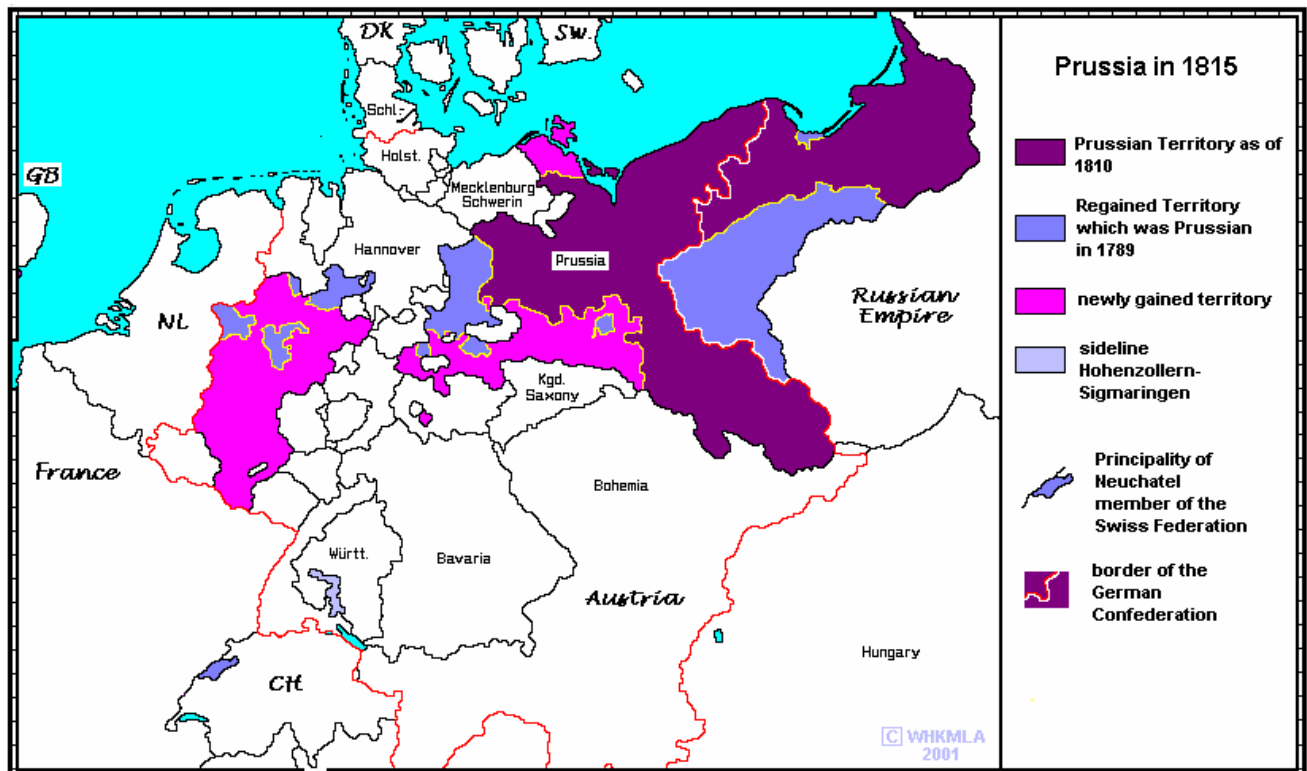 DK
SW.
Schl.
Holst.
GB
Mecklenburg
Schwerin
Hannover
Prussia
Russian
Empire
NL
Kgd.
Saxony
France
Bohemia
Württ.
Bavaria
Austria
Hungary
CH
C WHKMLA
2001
Prussia in 1815
Prussian Territory as of
1810
Regained Territory
which was Prussian
in 1789
newly gained territory
sideline
Hohenzollern-
Sigmaringen
Principality of
Neuchatel
member of the
Swiss Federation
border of the
German
Confederation